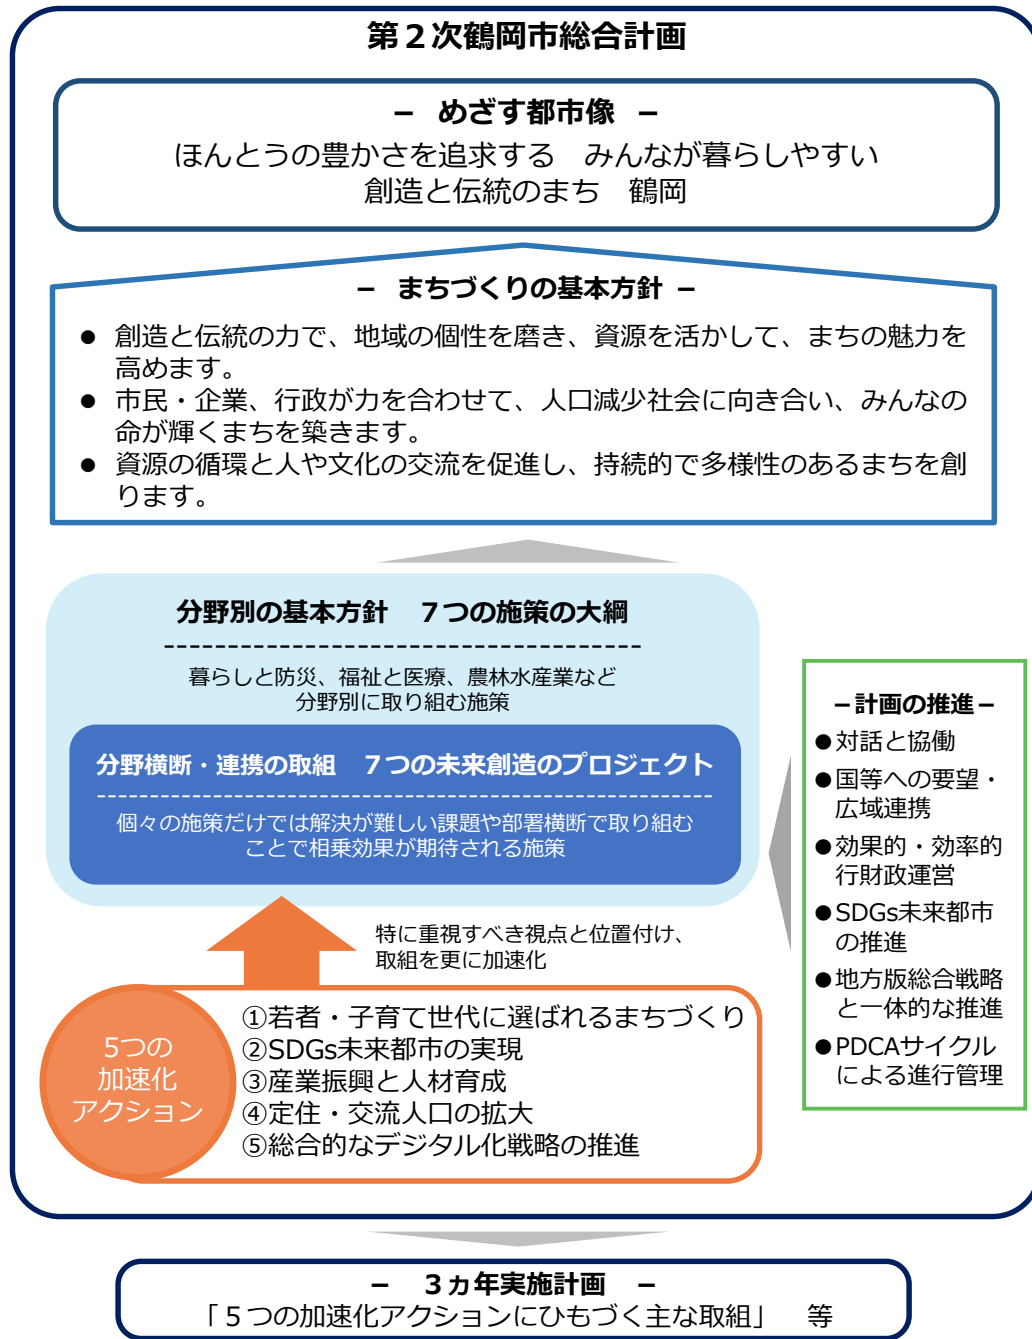 第２次鶴岡市総合計画
－ めざす都市像 －
ほんとうの豊かさを追求する　みんなが暮らしやすい
創造と伝統のまち　鶴岡
－ まちづくりの基本方針 －
● 創造と伝統の力で、地域の個性を磨き、資源を活かして、まちの魅力を
高めます。
● 市民・企業、行政が力を合わせて、人口減少社会に向き合い、みんなの
命が輝くまちを築きます。
● 資源の循環と人や文化の交流を促進し、持続的で多様性のあるまちを創
ります。
分野別の基本方針　７つの施策の大綱
暮らしと防災、福祉と医療、農林水産業など
分野別に取り組む施策
分野横断・連携の取組　７つの未来創造のプロジェクト
個々の施策だけでは解決が難しい課題や部署横断で取り組む
ことで相乗効果が期待される施策
－計画の推進－
●対話と協働
●国等への要望・
広域連携
●効果的・効率的
行財政運営
●SDGs未来都市
の推進
●地方版総合戦略
と一体的な推進
●PDCAサイクル
による進行管理
特に重視すべき視点と位置付け、
取組を更に加速化
5つの
加速化
アクション
①若者・子育て世代に選ばれるまちづくり
②SDGs未来都市の実現
③産業振興と人材育成
④定住・交流人口の拡大
⑤総合的なデジタル化戦略の推進
－ ３ヵ年実施計画 －
「５つの加速化アクションにひもづく主な取組」　等